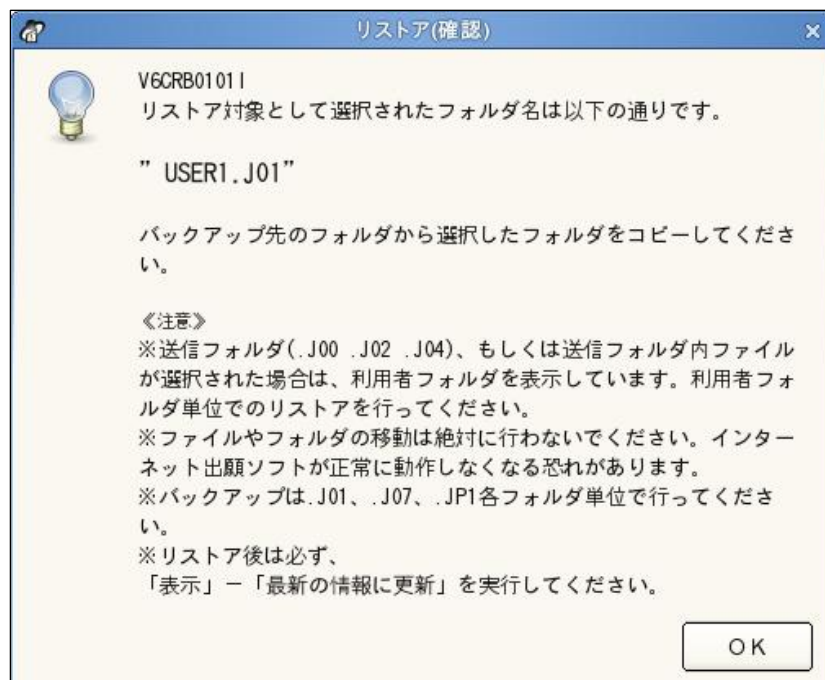 リストア(確認)
V6CRB0101I
リストア対象として選択されたフォルダ名は以下の通りです。
” USER1.J01”
バックアップ先のフォルダから選択したフォルダをコピーしてくださ
い。
《注意》
※送信フォルダ(.J00 .J02 .J04)、もしくは送信フォルダ内ファイル
が選択された場合は、利用者フォルダを表示しています。利用者フォ
ルダ単位でのリストアを行ってください。
※ファイルやフォルダの移動は絶対に行わないでください。インター
ネット出願ソフトが正常に動作しなくなる恐れがあります。
※バックアップは.J01、.J07、.JP1各フォルダ単位で行ってくださ
い。
※リストア後は必ず、
「表示」－「最新の情報に更新」を実行してください。
OK